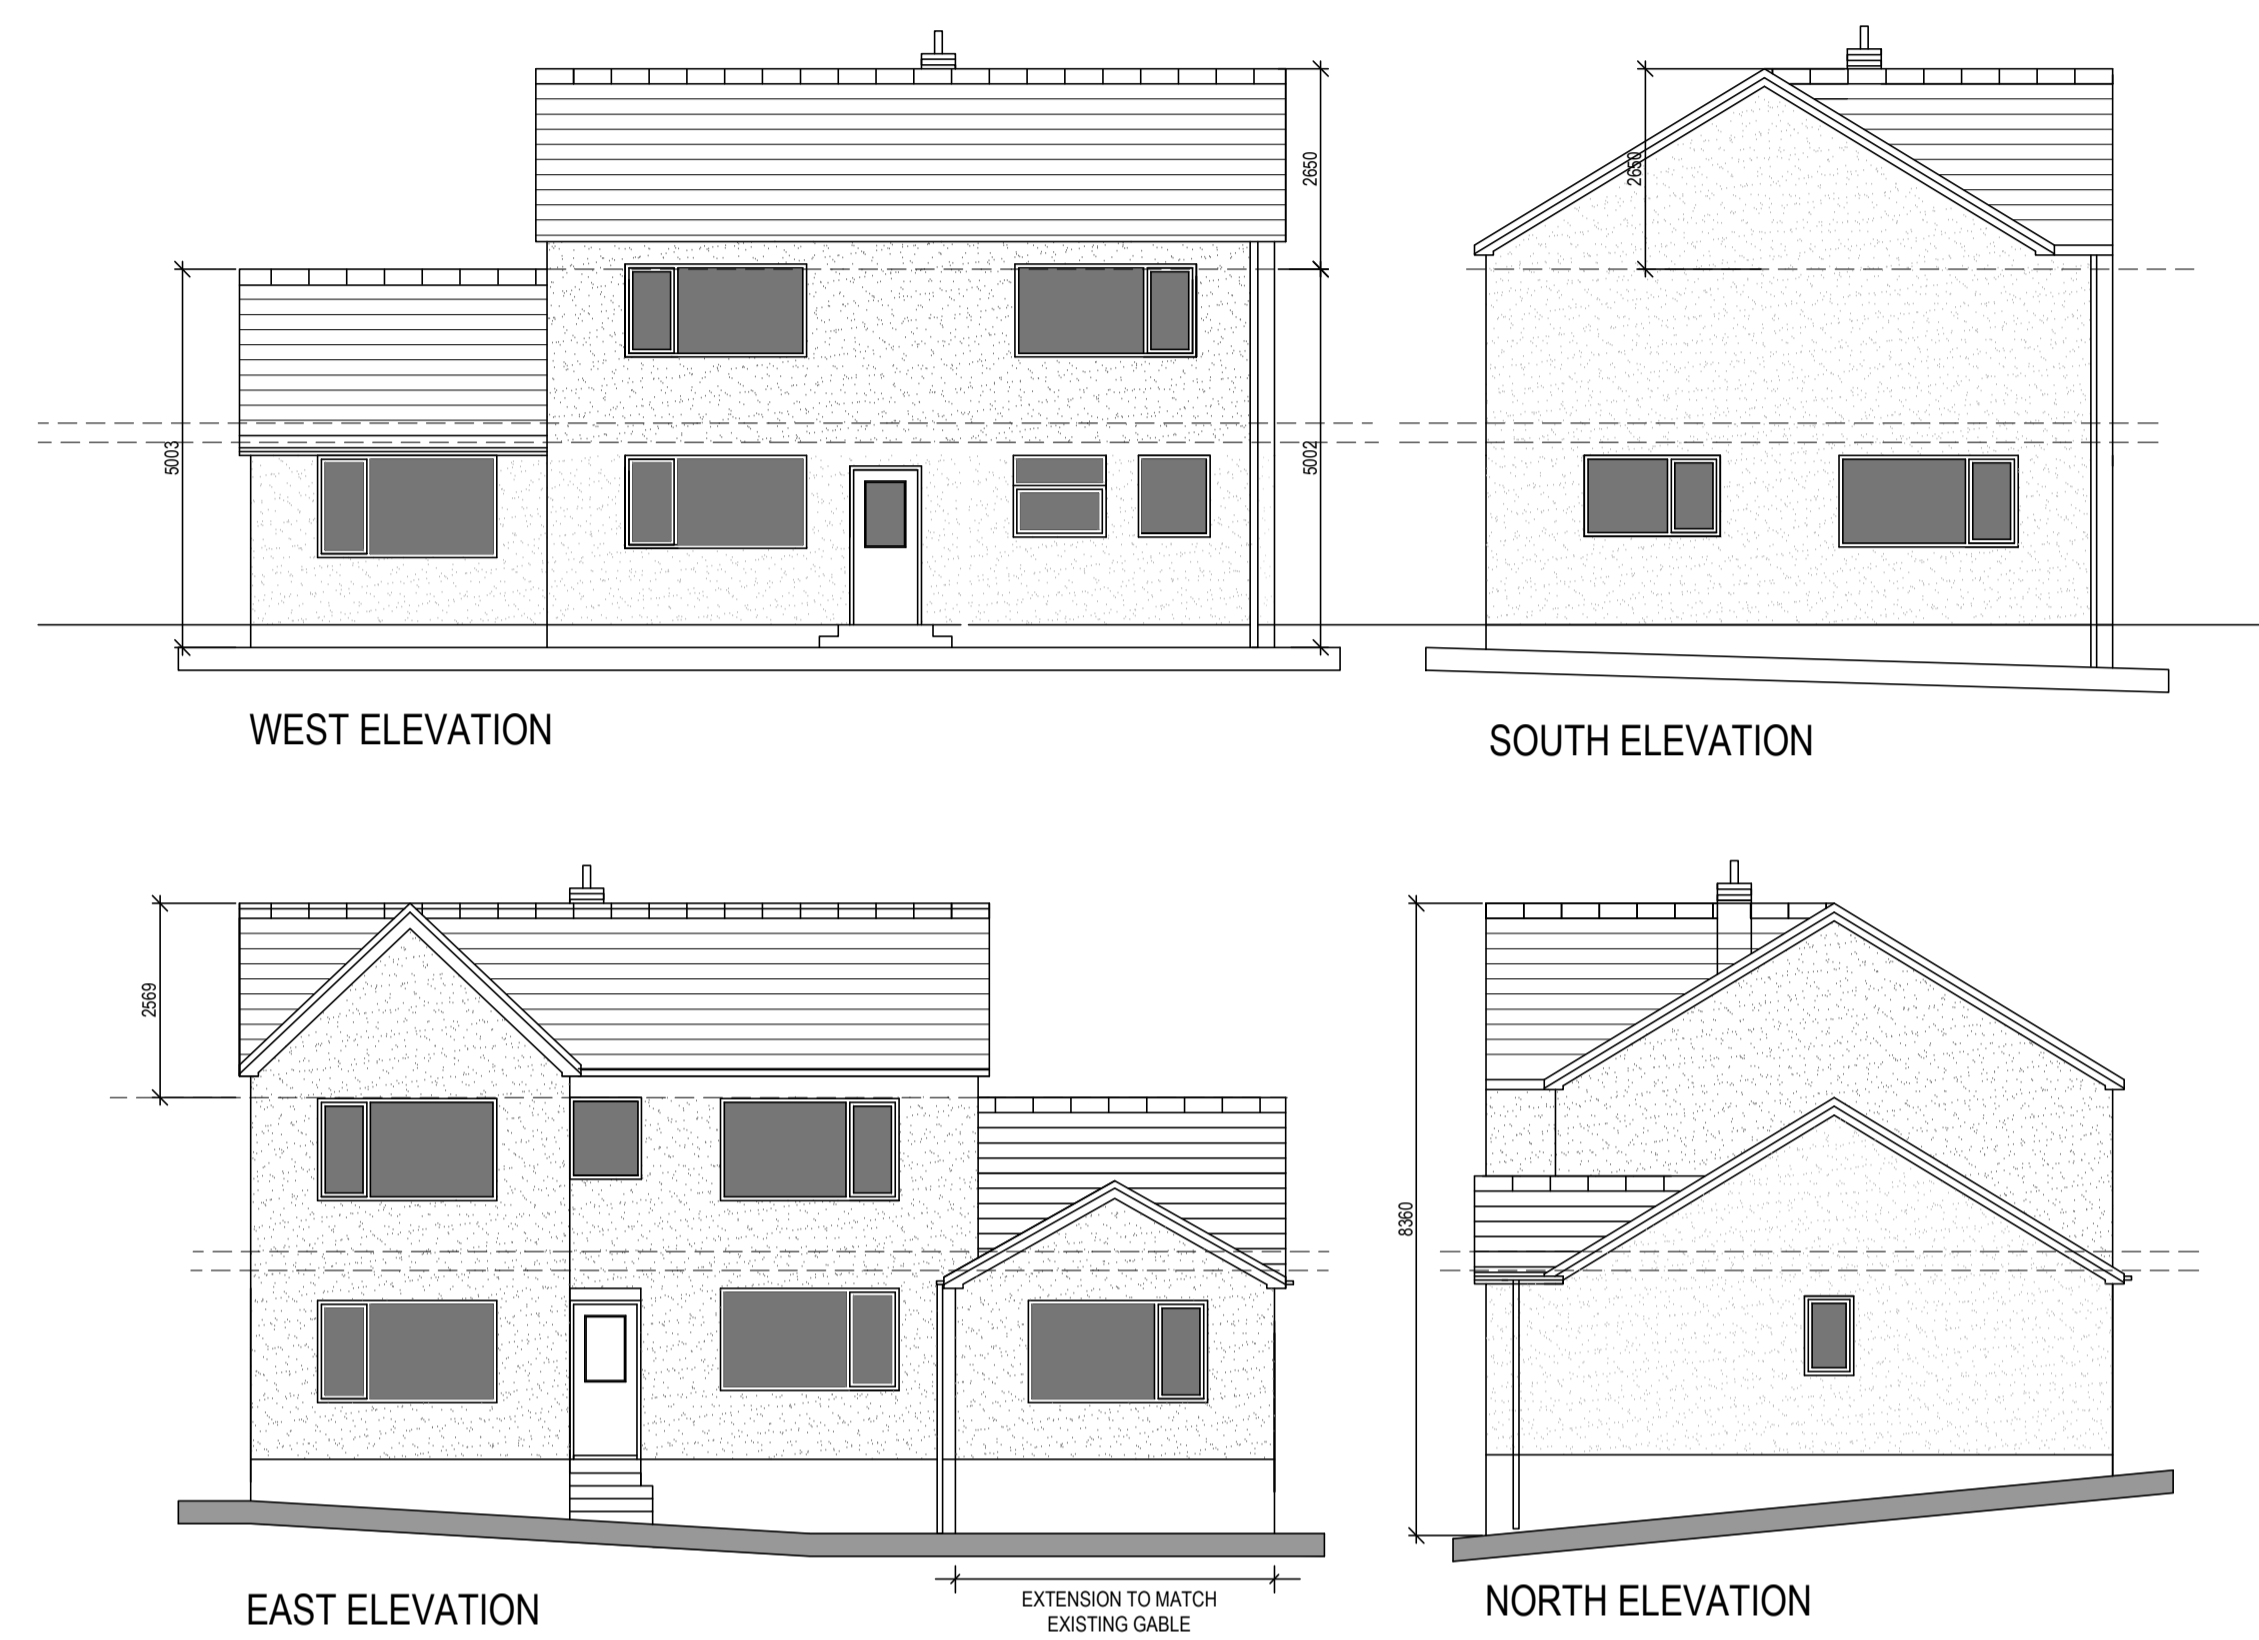 2650
5003
5002
WEST ELEVATION
2650
SOUTH ELEVATION
2569
EAST ELEVATION
EXTENSION TO MATCH
EXISTING GABLE
8360
NORTH ELEVATION